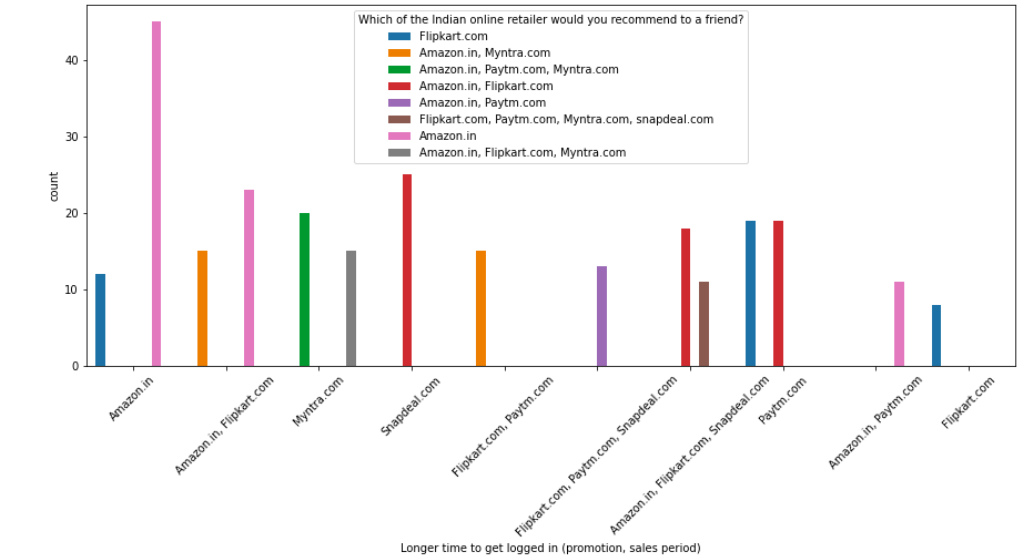 Which of the Indian online retailer would you recommend to a friend?
Flipkart.com
Amazon.in, Myntra.com
Amazon.in, Paytm.com, Myntra.com
Amazon.in, Flipkart.com
Amazon.in, Paytm.com
Flipkart.com, Paytm.com, Myntra.com, snapdeal.com
Amazon.in
Amazon.in, Flipkart.com, Myntra.com
40
30
20
10
0
count
Amazon.in
Amazon.in, Flipkart.com
Myntra.com
Snapdeal.com
Flipkart.com, Paytm.com
Flipkart.com, Paytm.com, Snapdeal.com
Amazon.in, Flipkart.com, Snapdeal.com
Paytm.com
Amazon.in, Paytm.com
Flipkart.com
Longer time to get logged in (promotion, sales period)